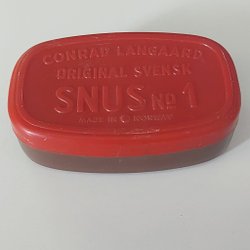 CONRAD LANGAARD
ORIGINAL SVENSK
SNUS No 1
MADE IN NORWAY